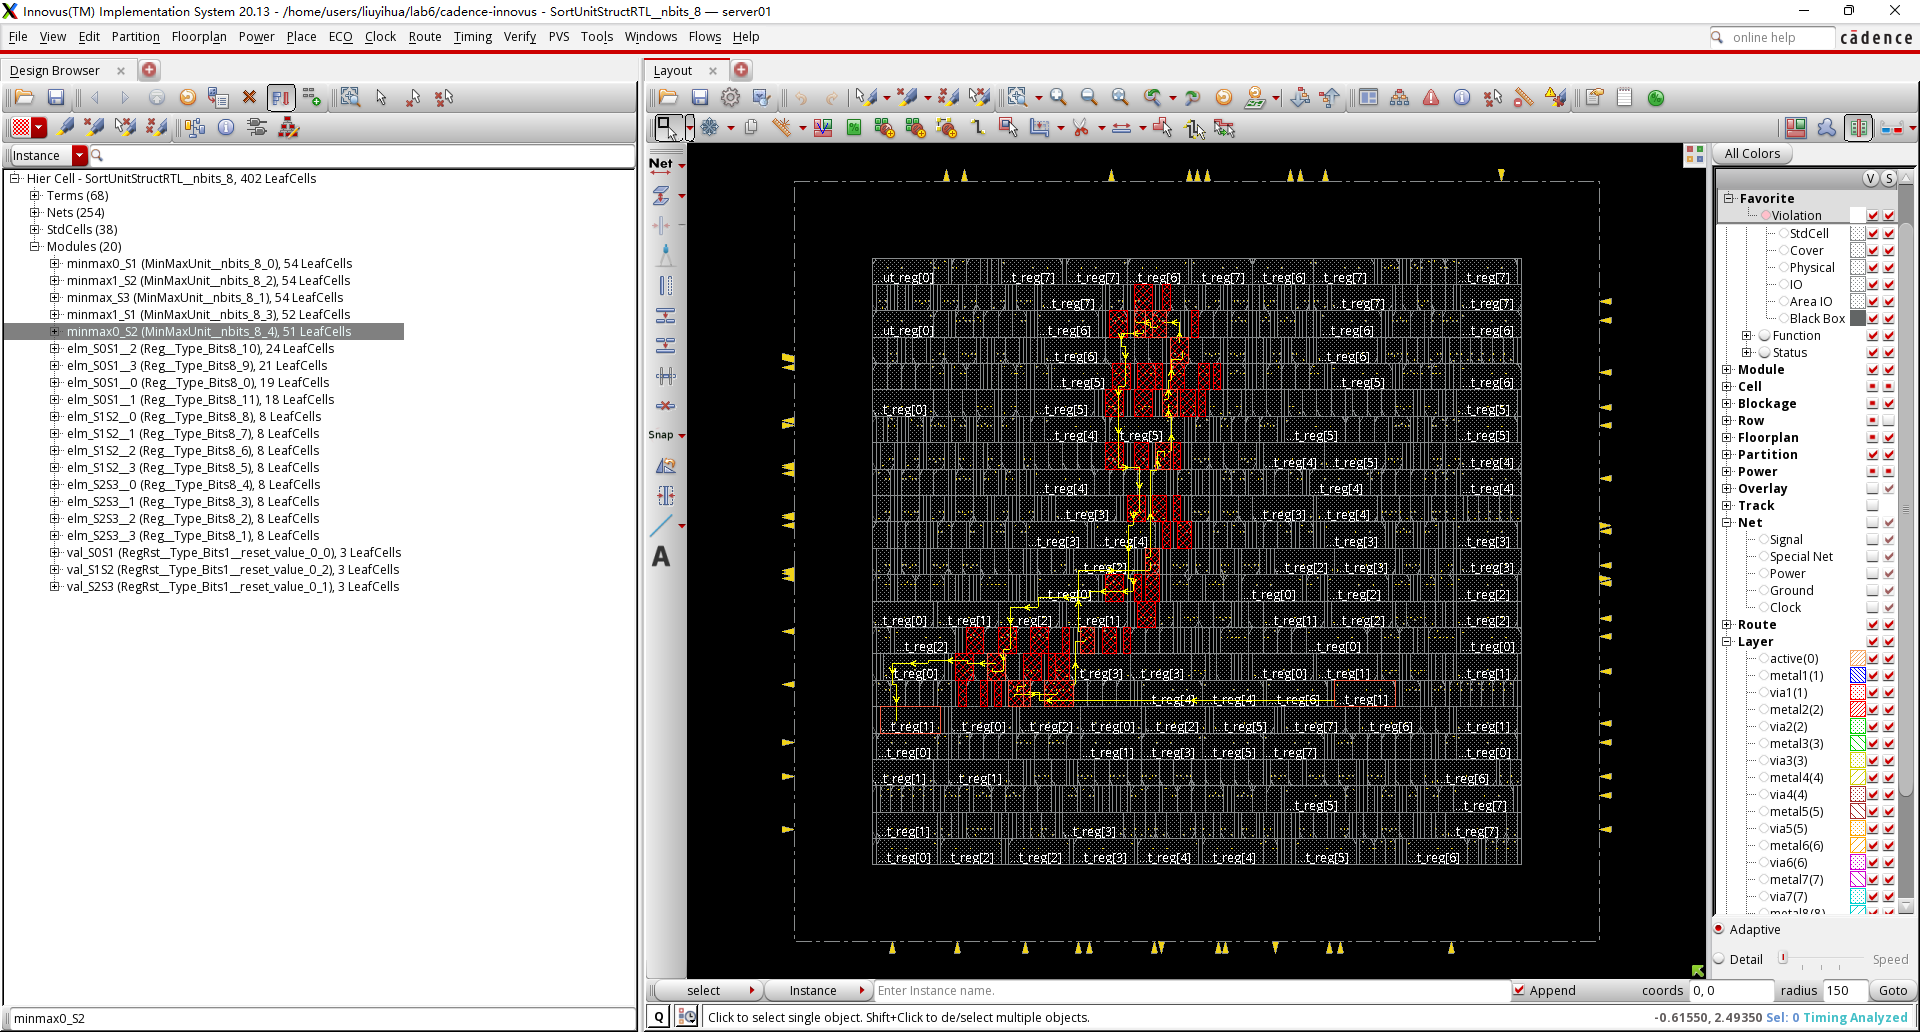 Innovus(TM) Implementation System 20.13 - /home/users/liuyihua/lab6/cadence-innovus - SortUnitStructRTL__nbits_8 — server01
File View Edit Partition Floorplan Power Place ECO Clock Route Timing Verify PVS Tools Windows Flows Help
online help
cādence
Design Browser
Layout
Instance
Hier Cell - SortUnitStructRTL__nbits_8, 402 LeafCells
Terms (68)
Nets (254)
StdCells (38)
Modules (20)
minmax0_S1 (MinMaxUnit__nbits_8_0), 54 LeafCells
minmax1_S2 (MinMaxUnit__nbits_8_2), 54 LeafCells
minmax_S3 (MinMaxUnit__nbits_8_1), 54 LeafCells
minmax1_S1 (MinMaxUnit__nbits_8_3), 52 LeafCells
minmax0_S2 (MinMaxUnit__nbits_8_4), 51 LeafCells
elm_S0S1__2 (Reg__Type_Bits8_10), 24 LeafCells
elm_S0S1__3 (Reg__Type_Bits8_9), 21 LeafCells
elm_S0S1__0 (Reg__Type_Bits8_0), 19 LeafCells
elm_S0S1__1 (Reg__Type_Bits8_11), 18 LeafCells
elm_S1S2__0 (Reg__Type_Bits8_8), 8 LeafCells
elm_S1S2__1 (Reg__Type_Bits8_7), 8 LeafCells
elm_S1S2__2 (Reg__Type_Bits8_6), 8 LeafCells
elm_S1S2__3 (Reg__Type_Bits8_5), 8 LeafCells
elm_S2S3__0 (Reg__Type_Bits8_4), 8 LeafCells
elm_S2S3__1 (Reg__Type_Bits8_3), 8 LeafCells
elm_S2S3__2 (Reg__Type_Bits8_2), 8 LeafCells
elm_S2S3__3 (Reg__Type_Bits8_1), 8 LeafCells
val_S0S1 (RegRst__Type_Bits1__reset_value_0_0), 3 LeafCells
val_S1S2 (RegRst__Type_Bits1__reset_value_0_2), 3 LeafCells
val_S2S3 (RegRst__Type_Bits1__reset_value_0_1), 3 LeafCells
minmax0_S2
Net
Snap
A
...ut_reg[0] ...t_reg[7] ...t_reg[7] ...t_reg[6] ...t_reg[7] ...t_reg[6] ...t_reg[7] ...t_reg[7]
...t_reg[7] ...t_reg[7] ...t_reg[7]
...ut_reg[0] ...t_reg[6] ...t_reg[6] ...t_reg[6]
...t_reg[6] ...t_reg[6]
...t_reg[5] ...t_reg[5] ...t_reg[6]
...t_reg[0] ...t_reg[5] ...t_reg[5]
...t_reg[4] ...t_reg[5] ...t_reg[5] ...t_reg[5]
...t_reg[4] ...t_reg[5] ...t_reg[4]
...t_reg[4] ...t_reg[4] ...t_reg[4]
...t_reg[3] ...t_reg[3] ...t_reg[4] ...t_reg[3]
...t_reg[3] ...t_reg[4] ...t_reg[3] ...t_reg[3]
...t_reg[2] ...t_reg[2] ...t_reg[3] ...t_reg[3]
...t_reg[0] ...t_reg[0] ...t_reg[2] ...t_reg[2]
...t_reg[0] ...t_reg[1] ...t_reg[2] ...t_reg[1] ...t_reg[1] ...t_reg[2] ...t_reg[2]
...t_reg[2] ...t_reg[0] ...t_reg[0]
...t_reg[0] ...t_reg[3] ...t_reg[3] ...t_reg[0] ...t_reg[1] ...t_reg[1]
...t_reg[4] ...t_reg[4] ...t_reg[6] ...t_reg[1]
...t_reg[1] ...t_reg[0] ...t_reg[2] ...t_reg[0] ...t_reg[2] ...t_reg[5] ...t_reg[7] ...t_reg[6] ...t_reg[1]
...t_reg[0] ...t_reg[1] ...t_reg[3] ...t_reg[5] ...t_reg[7] ...t_reg[0]
...t_reg[1] ...t_reg[1] ...t_reg[6]
...t_reg[5] ...t_reg[7]
...t_reg[1] ...t_reg[3] ...t_reg[7]
...t_reg[0] ...t_reg[2] ...t_reg[2] ...t_reg[3] ...t_reg[4] ...t_reg[4] ...t_reg[5] ...t_reg[6]
All Colors
V S
Favorite
Violation
StdCell
Cover
Physical
IO
Area IO
Black Box
Function
Status
Module
Cell
Blockage
Row
Floorplan
Partition
Power
Overlay
Track
Net
Signal
Special Net
Power
Ground
Clock
Route
Layer
active(0)
metal1(1)
via1(1)
metal2(2)
via2(2)
metal3(3)
via3(3)
metal4(4)
via4(4)
metal5(5)
via5(5)
metal6(6)
via6(6)
metal7(7)
via7(7)
metal8(8)
Adaptive
Detail Speed
select Instance Enter Instance name. Append coords 0, 0 radius 150 Goto
Q Click to select single object. Shift+Click to de/select multiple objects. -0.61550, 2.49350 Sel: 0 Timing Analyzed